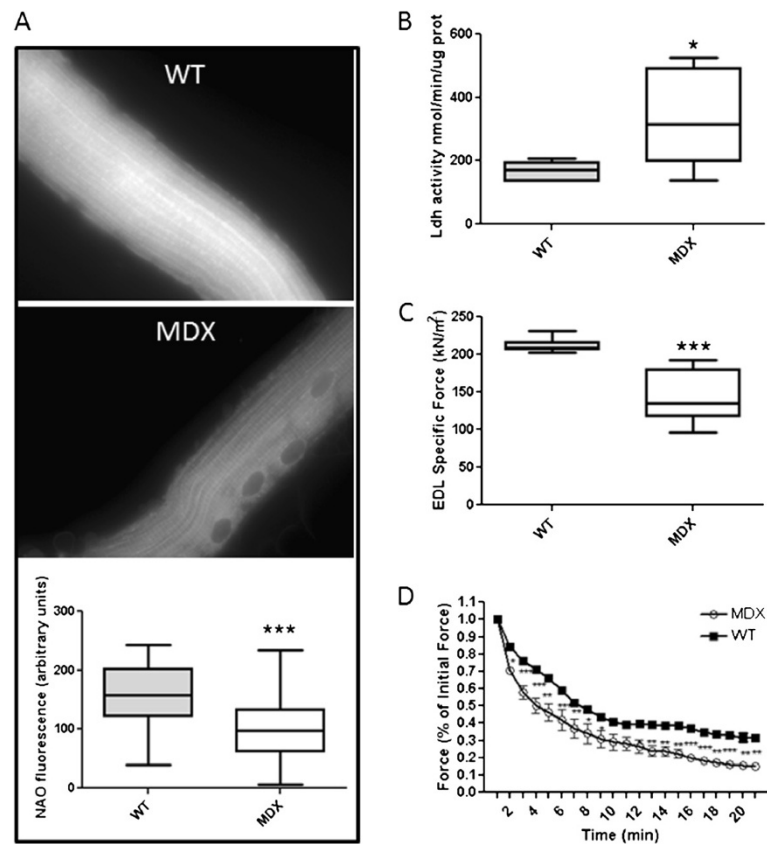 A
WT
MDX
NAO fluorescence (arbitrary units)
300
200
100
0
***
WT
MDX
B
Ldh activity nmol/min/ug prot
600
400
200
0
*
WT
MDX
C
EDL Specific Force (kN/m²)
250
200
150
100
50
0
***
WT
MDX
D
Force (% of Initial Force)
1.1
1.0
0.9
0.8
0.7
0.6
0.5
0.4
0.3
0.2
0.1
0.0
MDX
WT
2
4
6
8
10
12
14
16
18
20
Time (min)